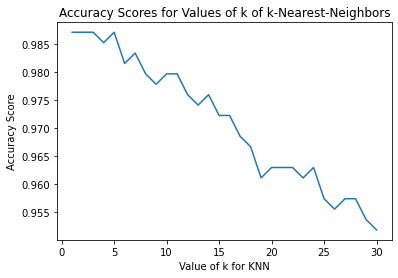 Accuracy Scores for Values of k of k-Nearest-Neighbors
0.985
0.980
0.975
0.970
0.965
0.960
0.955
Accuracy Score
0 5 10 15 20 25 30
Value of k for KNN